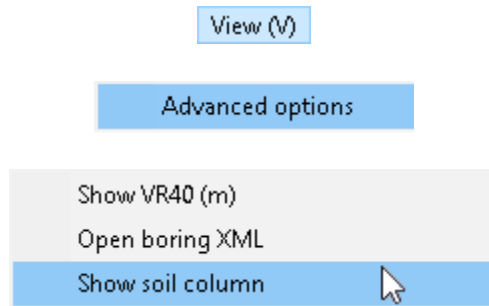 View (V)
Advanced options
Show VR40 (m)
Open boring XML
Show soil column